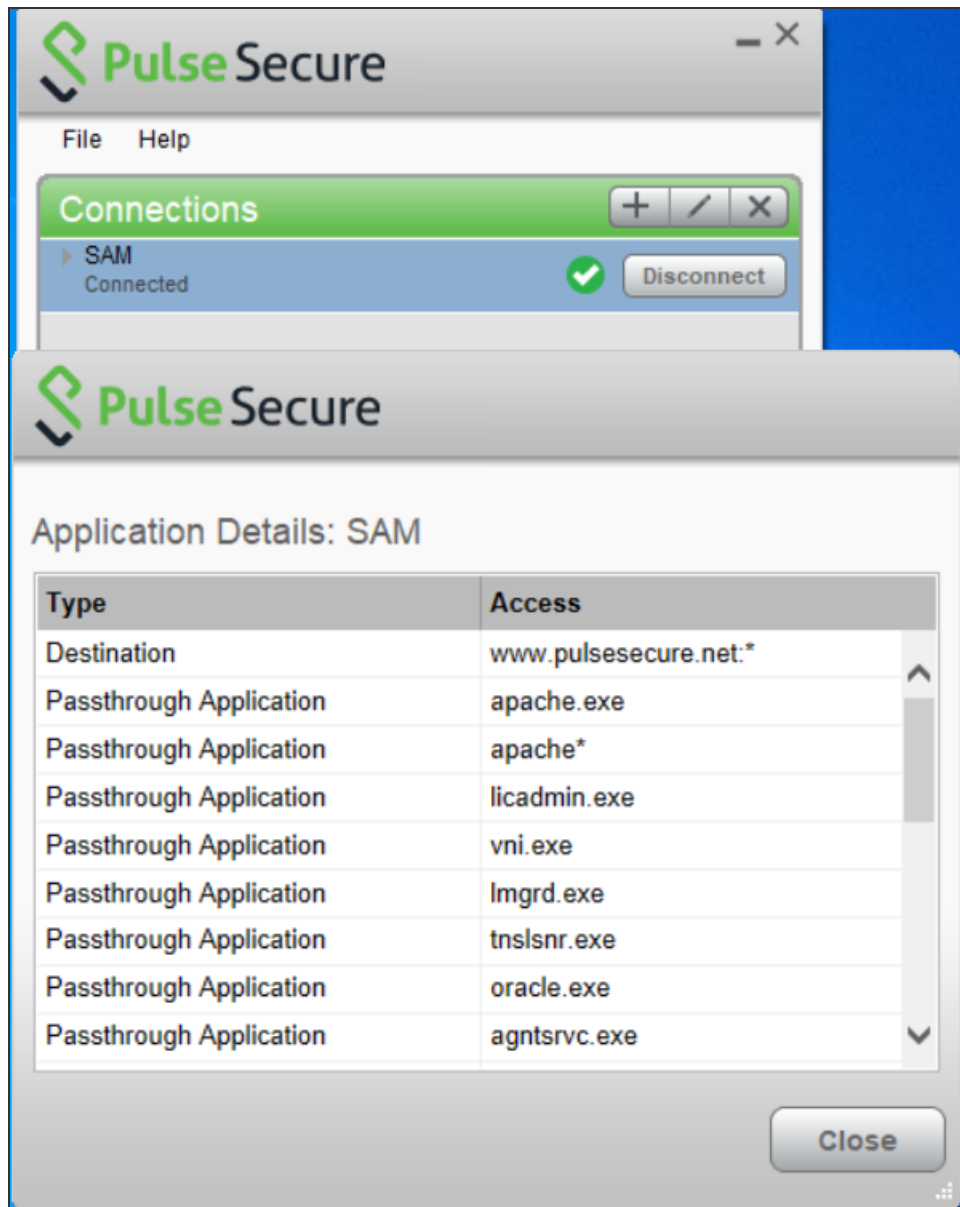 Pulse Secure
File Help
Connections
SAM
Connected
Disconnect
Pulse Secure
Application Details: SAM
Type Access
Destination www.pulsesecure.net:*
Passthrough Application apache.exe
Passthrough Application apache*
Passthrough Application licadmin.exe
Passthrough Application vni.exe
Passthrough Application lmgrd.exe
Passthrough Application tnslsnr.exe
Passthrough Application oracle.exe
Passthrough Application agntsrvc.exe
Close